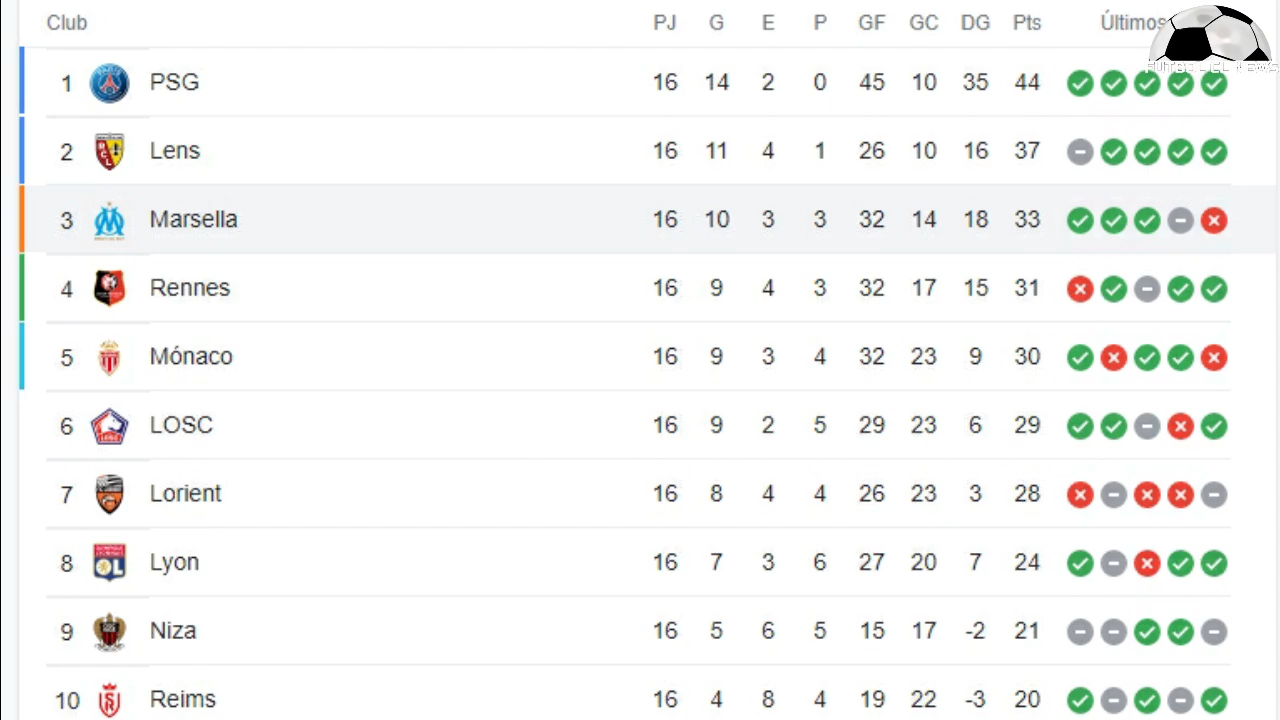 Club PJ G E P GF GC DG Pts Últimos
1 PSG 16 14 2 0 45 10 35 44
2 Lens 16 11 4 1 26 10 16 37
3 Marsella 16 10 3 3 32 14 18 33
4 Rennes 16 9 4 3 32 17 15 31
5 Mónaco 16 9 3 4 32 23 9 30
6 LOSC 16 9 2 5 29 23 6 29
7 Lorient 16 8 4 4 26 23 3 28
8 Lyon 16 7 3 6 27 20 7 24
9 Niza 16 5 6 5 15 17 -2 21
10 Reims 16 4 8 4 19 22 -3 20